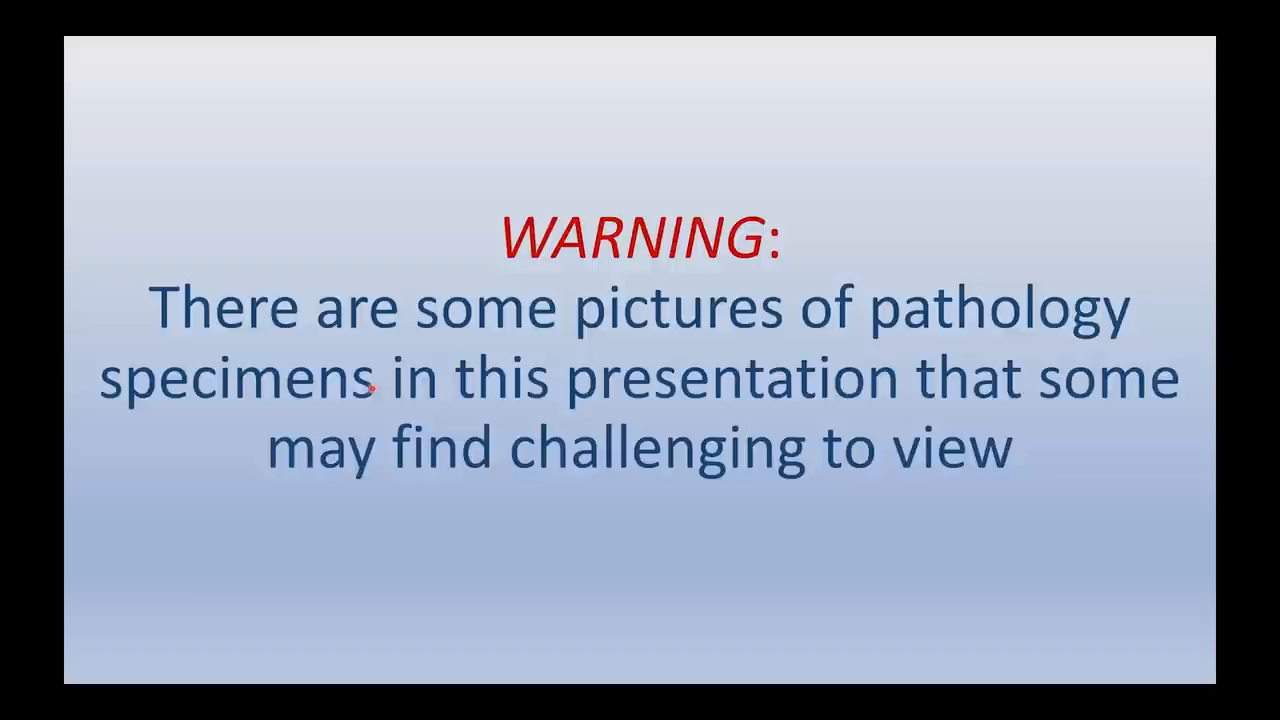 WARNING:
There are some pictures of pathology
specimens in this presentation that some
may find challenging to view